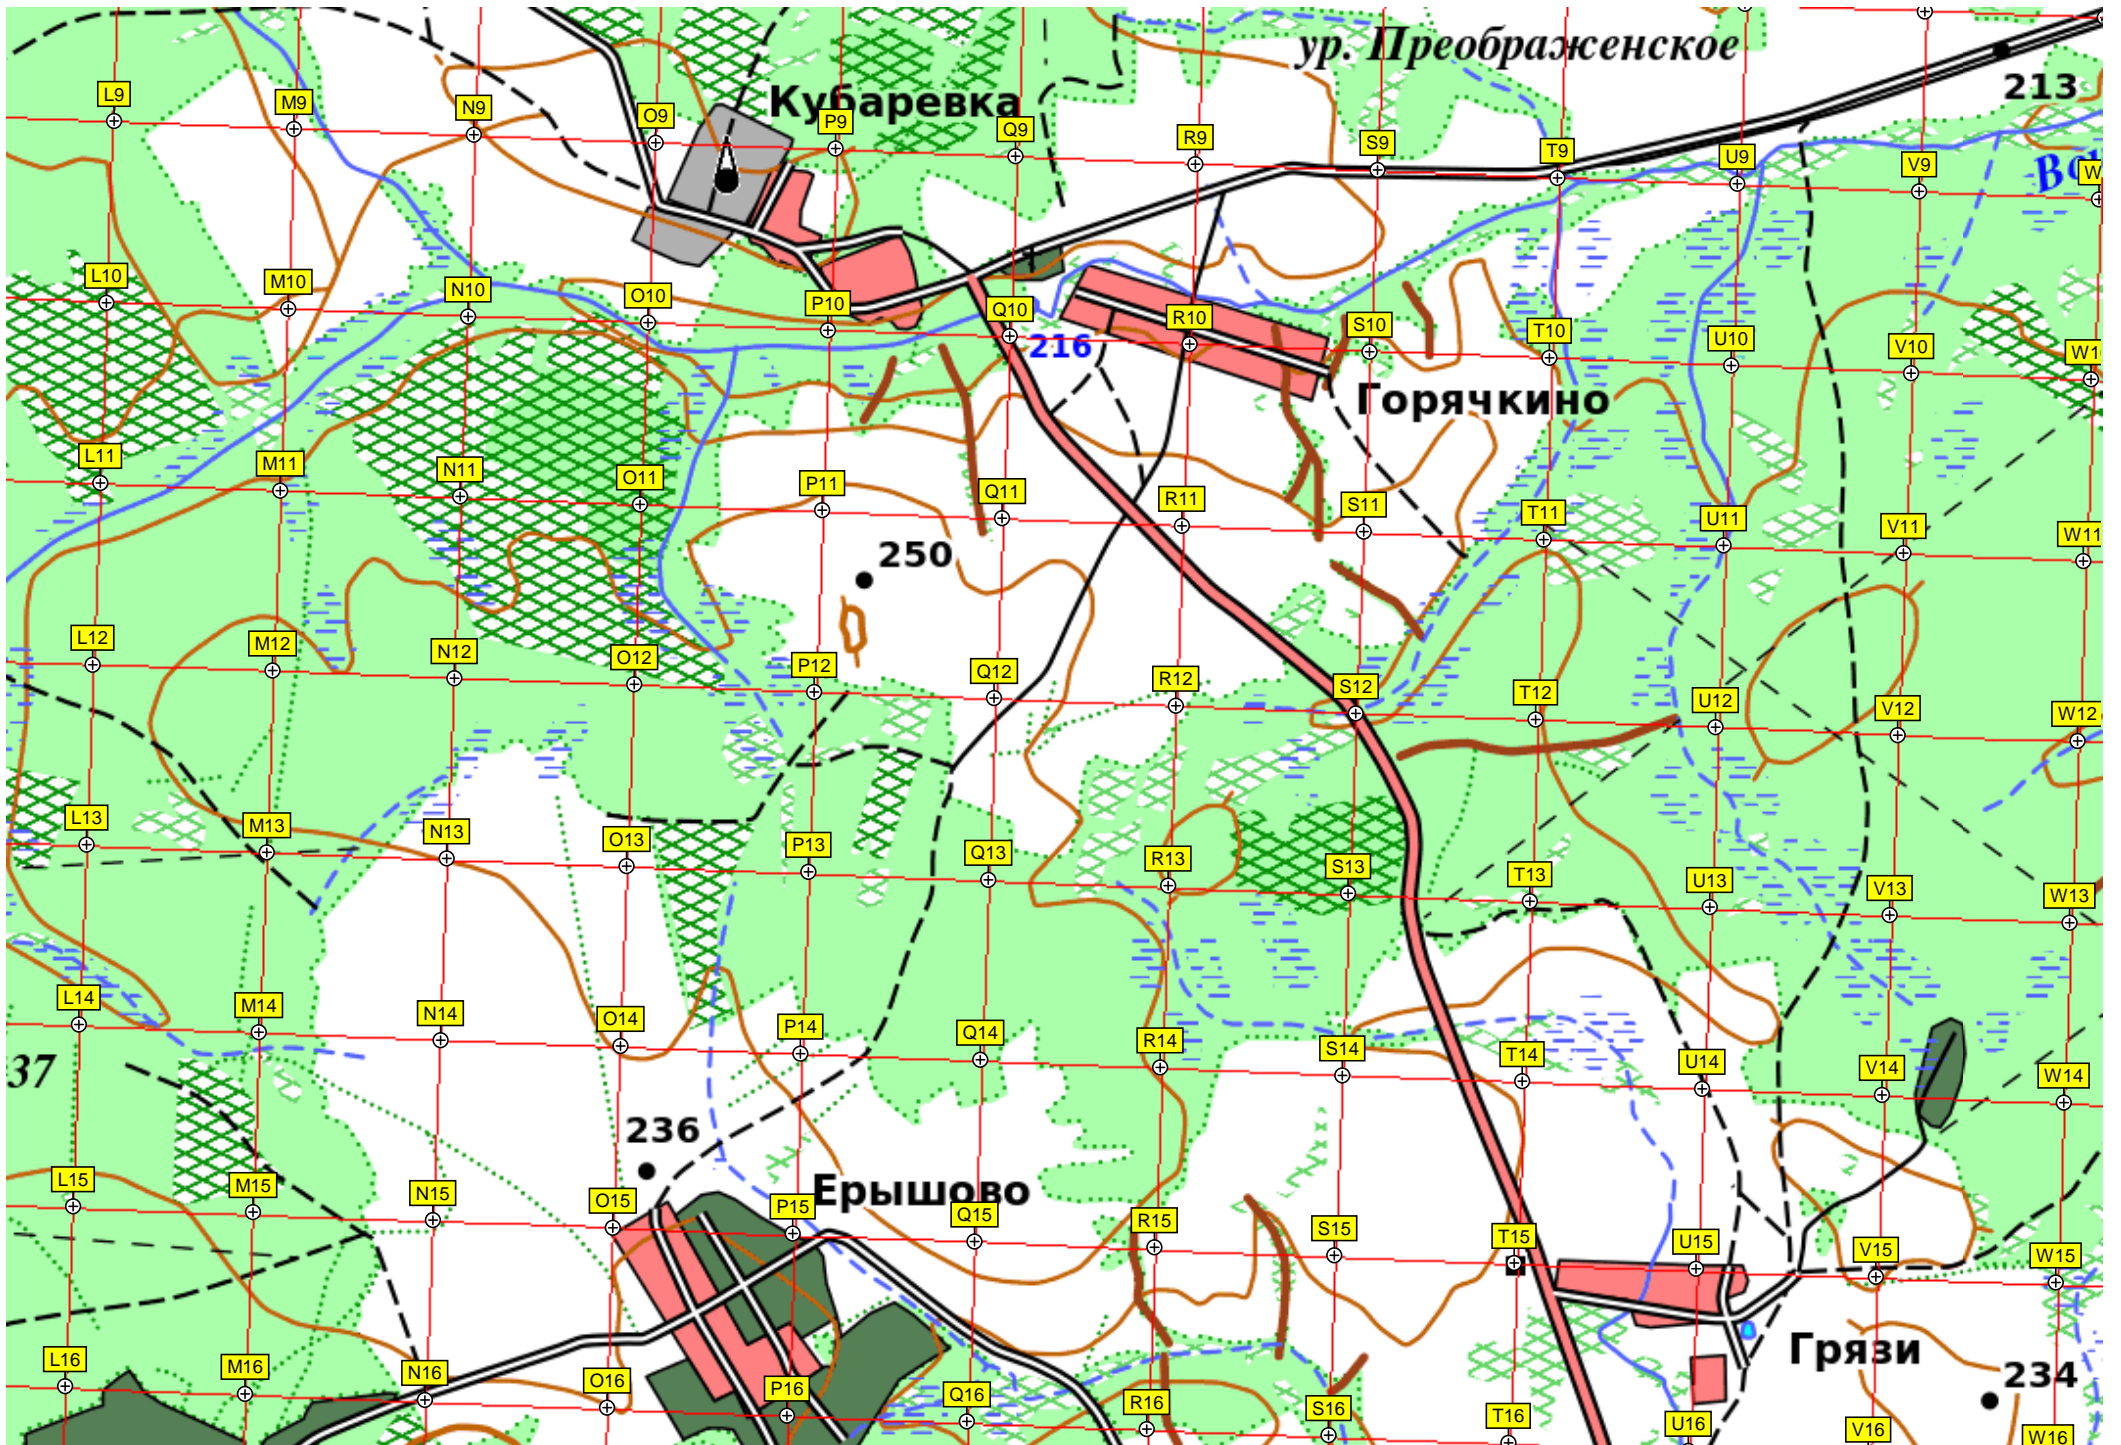 ур. Преображенское
213
Кубаревка
L9 M9 N9 O9 P9 Q9 R9 S9 T9 U9 V9
L10 M10 N10 O10 P10 Q10 R10 S10 T10 U10 V10
216
Горячкино
L11 M11 N11 O11 P11 Q11 R11 S11 T11 U11 V11 W11
250
L12 M12 N12 O12 P12 Q12 R12 S12 T12 U12 V12 W12
L13 M13 N13 O13 P13 Q13 R13 S13 T13 U13 V13 W13
L14 M14 N14 O14 P14 Q14 R14 S14 T14 U14 V14 W14
37
236
Ерышово
L15 M15 N15 O15 P15 Q15 R15 S15 T15 U15 V15 W15
Грязи
234
L16 M16 N16 O16 P16 Q16 R16 S16 T16 U16 V16 W16